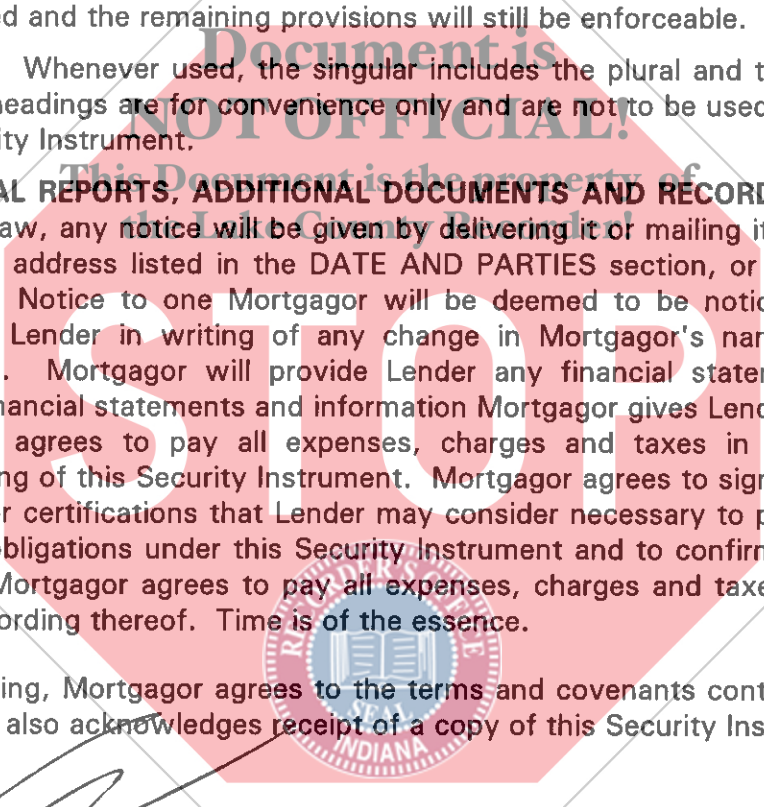 ed and the remaining provisions will still be enforceable.
Document is
Whenever used, the singular includes the plural and t
headings are for convenience only and are not to be used
NOT OFFICIAL!
ity Instrument.
This Document is the property of
AL REPORTS, ADDITIONAL DOCUMENTS AND RECORD
the Lake County Recorder!
aw, any notice will be given by delivering it or mailing it
address listed in the DATE AND PARTIES section, or
Notice to one Mortgagor will be deemed to be notic
Lender in writing of any change in Mortgagor's nar
STOP
. Mortgagor will provide Lender any financial stater
nancial statements and information Mortgagor gives Lend
agrees to pay all expenses, charges and taxes in
ng of this Security Instrument. Mortgagor agrees to sign
r certifications that Lender may consider necessary to p
obligations under this Security Instrument and to confirm
Mortgagor agrees to pay all expenses, charges and taxe
ording thereof. Time is of the essence.
RECORDER'S OFFICE
SEAL
INDIANA
ing, Mortgagor agrees to the terms and covenants cont
also acknowledges receipt of a copy of this Security Ins